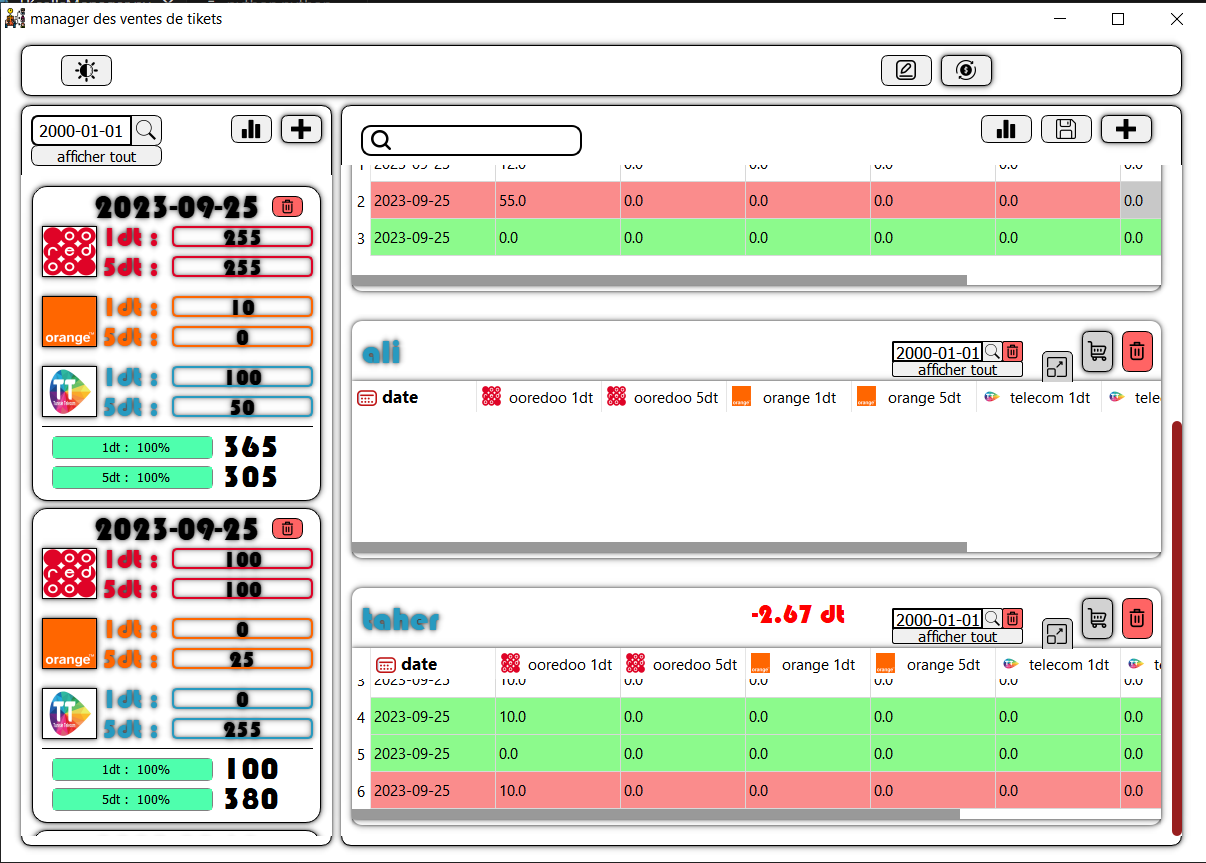 manager des ventes de tikets
2000-01-01
afficher tout
2023-09-25
1dt : 255
5dt : 255
orange™
1dt : 10
5dt : 0
TT
1dt : 100
5dt : 50
1dt : 100% 365
5dt : 100% 305
2023-09-25
1dt : 100
5dt : 100
orange™
1dt : 0
5dt : 25
TT
1dt : 0
5dt : 255
1dt : 100% 100
5dt : 100% 380
2023-09-25 12.0 0.0 0.0 0.0 0.0 0.0
2 2023-09-25 55.0 0.0 0.0 0.0 0.0 0.0
3 2023-09-25 0.0 0.0 0.0 0.0 0.0 0.0
ali
2000-01-01
afficher tout
date ooredoo 1dt ooredoo 5dt orange 1dt orange 5dt telecom 1dt tele
taher
-2.67 dt
2000-01-01
afficher tout
date ooredoo 1dt ooredoo 5dt orange 1dt orange 5dt telecom 1dt t
3 2023-09-25 10.0 0.0 0.0 0.0 0.0 0.0
4 2023-09-25 10.0 0.0 0.0 0.0 0.0 0.0
5 2023-09-25 0.0 0.0 0.0 0.0 0.0 0.0
6 2023-09-25 10.0 0.0 0.0 0.0 0.0 0.0